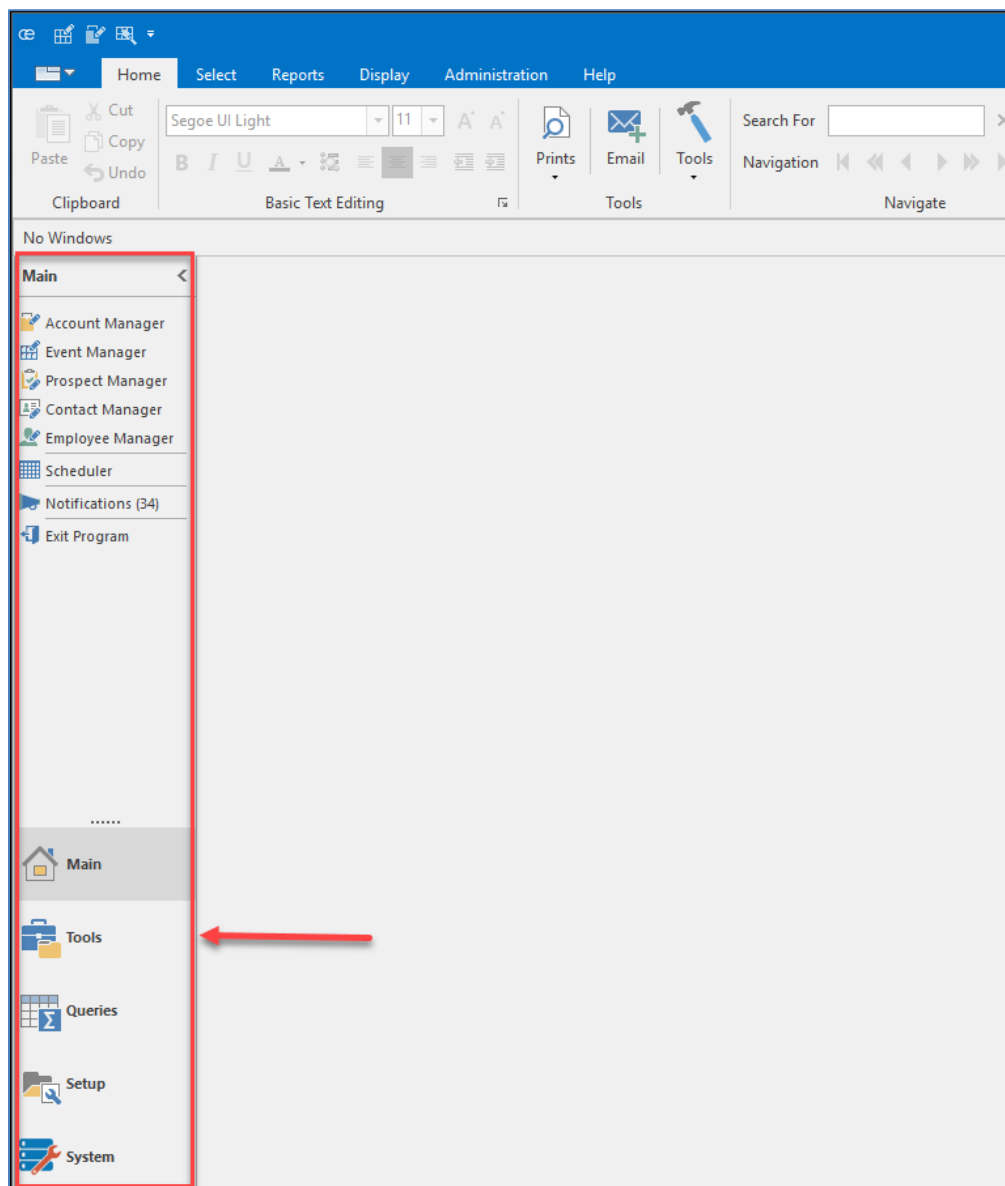 œ
Home Select Reports Display Administration Help
Cut
Copy
Undo
Paste
Clipboard
Segoe UI Light 11 A A
B I U A
Basic Text Editing
Prints Email Tools
Tools
Search For
Navigation
Navigate
No Windows
Main
Account Manager
Event Manager
Prospect Manager
Contact Manager
Employee Manager
Scheduler
Notifications (34)
Exit Program
Main
Tools
Queries
Setup
System